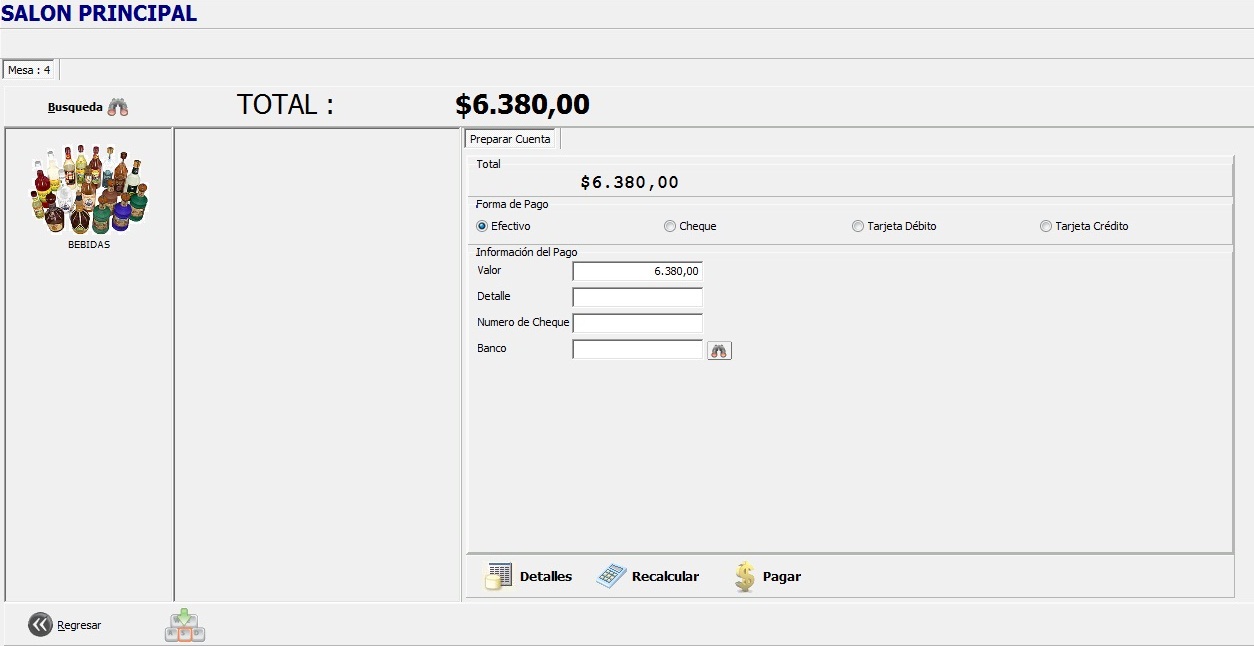 SALON PRINCIPAL
Mesa : 4
Busqueda TOTAL : $6.380,00
Preparar Cuenta
Total
$6.380,00
Forma de Pago
Efectivo Cheque Tarjeta Débito Tarjeta Crédito
Información del Pago
Valor 6.380,00
Detalle
Numero de Cheque
Banco
BEBIDAS
Detalles Recalcular Pagar
Regresar